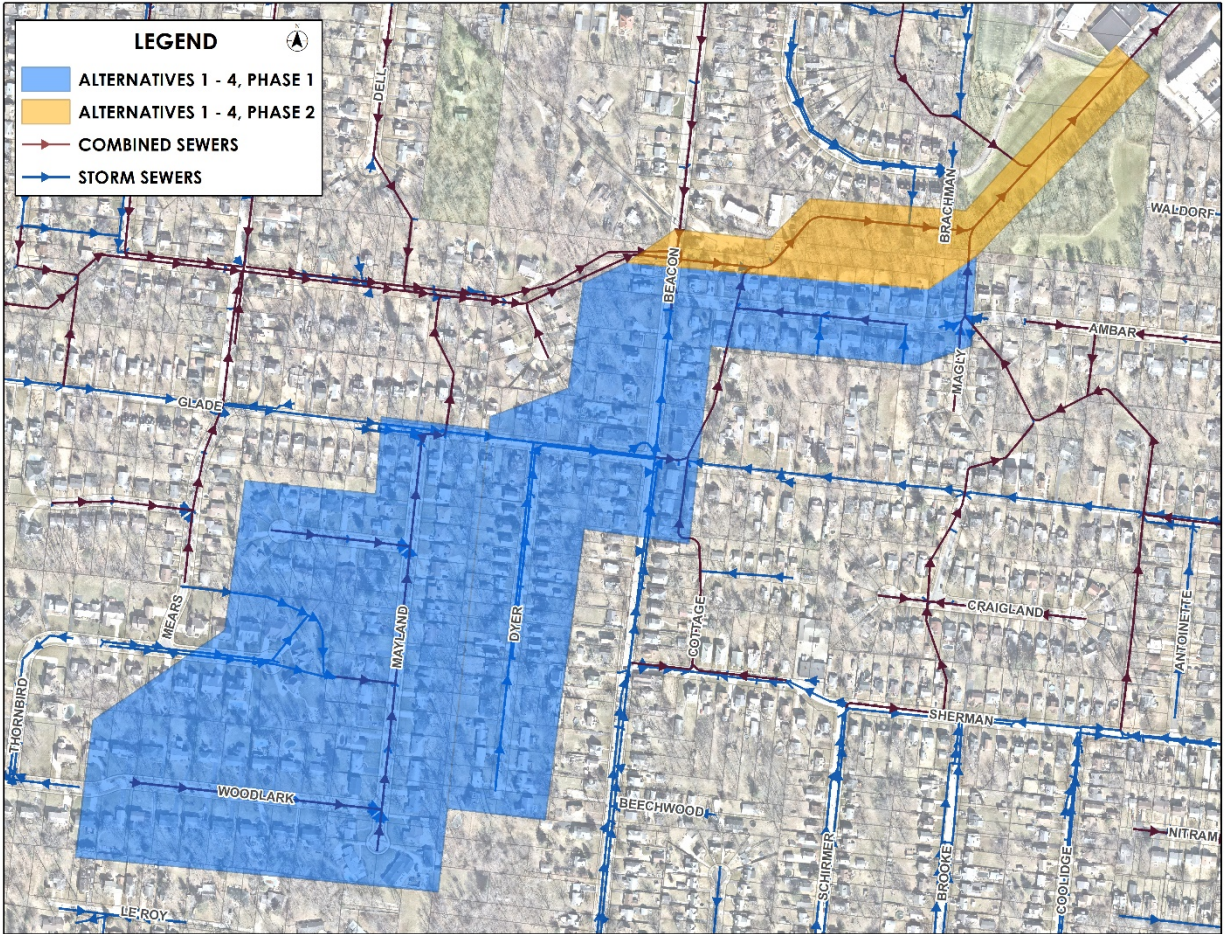 LEGEND
ALTERNATIVES 1 - 4, PHASE 1
ALTERNATIVES 1 - 4, PHASE 2
COMBINED SEWERS
STORM SEWERS
DELL
BRACHMAN
WALDORF
BEACON
AMBAR
MAGLY
GLADE
MEARS
MAYLAND
DYER
COTTAGE
CRAIGLAND
ANTOINETTE
THORNBIRD
SHERMAN
WOODLARK
BEECHWOOD
SCHIRMER
BROOKE
COOLIDGE
NITRAM
LE ROY